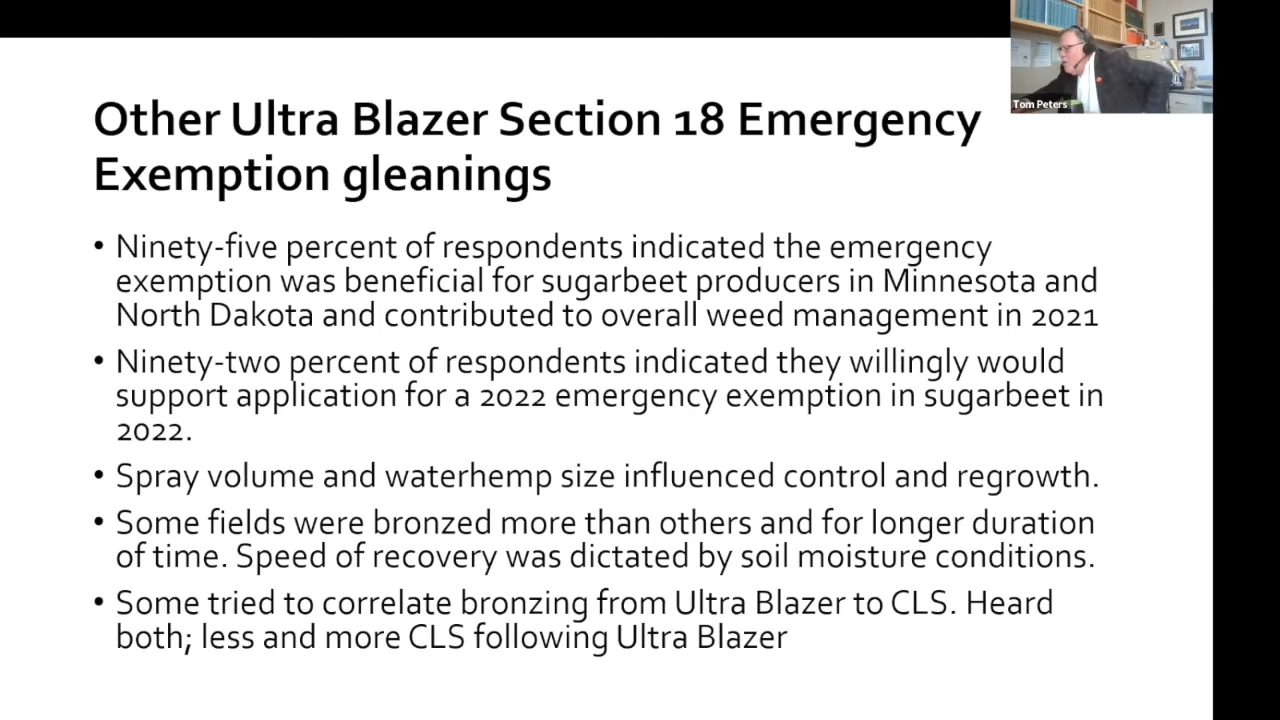 Tom Peters
Other Ultra Blazer Section 18 Emergency
Exemption gleanings
• Ninety-five percent of respondents indicated the emergency
exemption was beneficial for sugarbeet producers in Minnesota and
North Dakota and contributed to overall weed management in 2021
• Ninety-two percent of respondents indicated they willingly would
support application for a 2022 emergency exemption in sugarbeet in
2022.
• Spray volume and waterhemp size influenced control and regrowth.
• Some fields were bronzed more than others and for longer duration
of time. Speed of recovery was dictated by soil moisture conditions.
• Some tried to correlate bronzing from Ultra Blazer to CLS. Heard
both; less and more CLS following Ultra Blazer